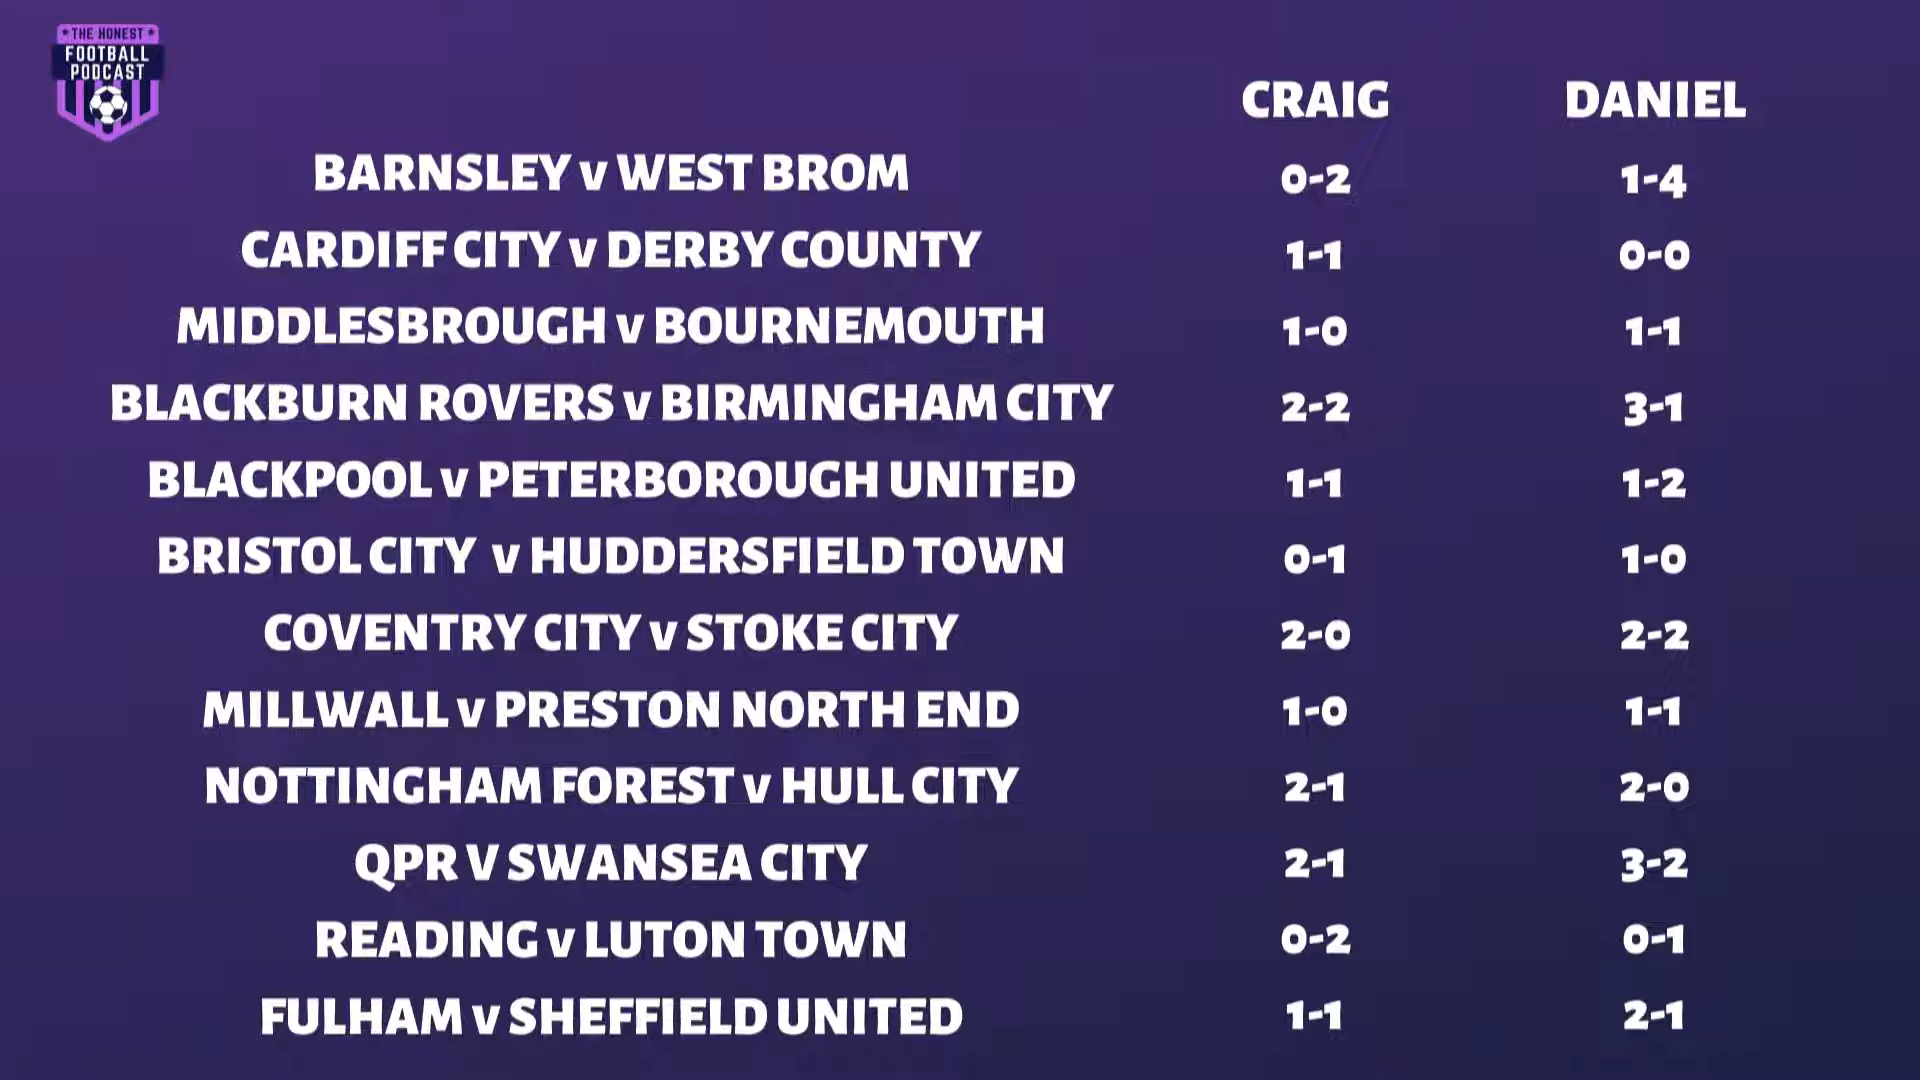 THE HONEST
FOOTBALL
PODCAST
CRAIG DANIEL
BARNSLEY v WEST BROM 0-2 1-4
CARDIFF CITY v DERBY COUNTY 1-1 0-0
MIDDLESBROUGH v BOURNEMOUTH 1-0 1-1
BLACKBURN ROVERS v BIRMINGHAM CITY 2-2 3-1
BLACKPOOL v PETERBOROUGH UNITED 1-1 1-2
BRISTOL CITY v HUDDERSFIELD TOWN 0-1 1-0
COVENTRY CITY v STOKE CITY 2-0 2-2
MILLWALL v PRESTON NORTH END 1-0 1-1
NOTTINGHAM FOREST v HULL CITY 2-1 2-0
QPR V SWANSEA CITY 2-1 3-2
READING v LUTON TOWN 0-2 0-1
FULHAM v SHEFFIELD UNITED 1-1 2-1